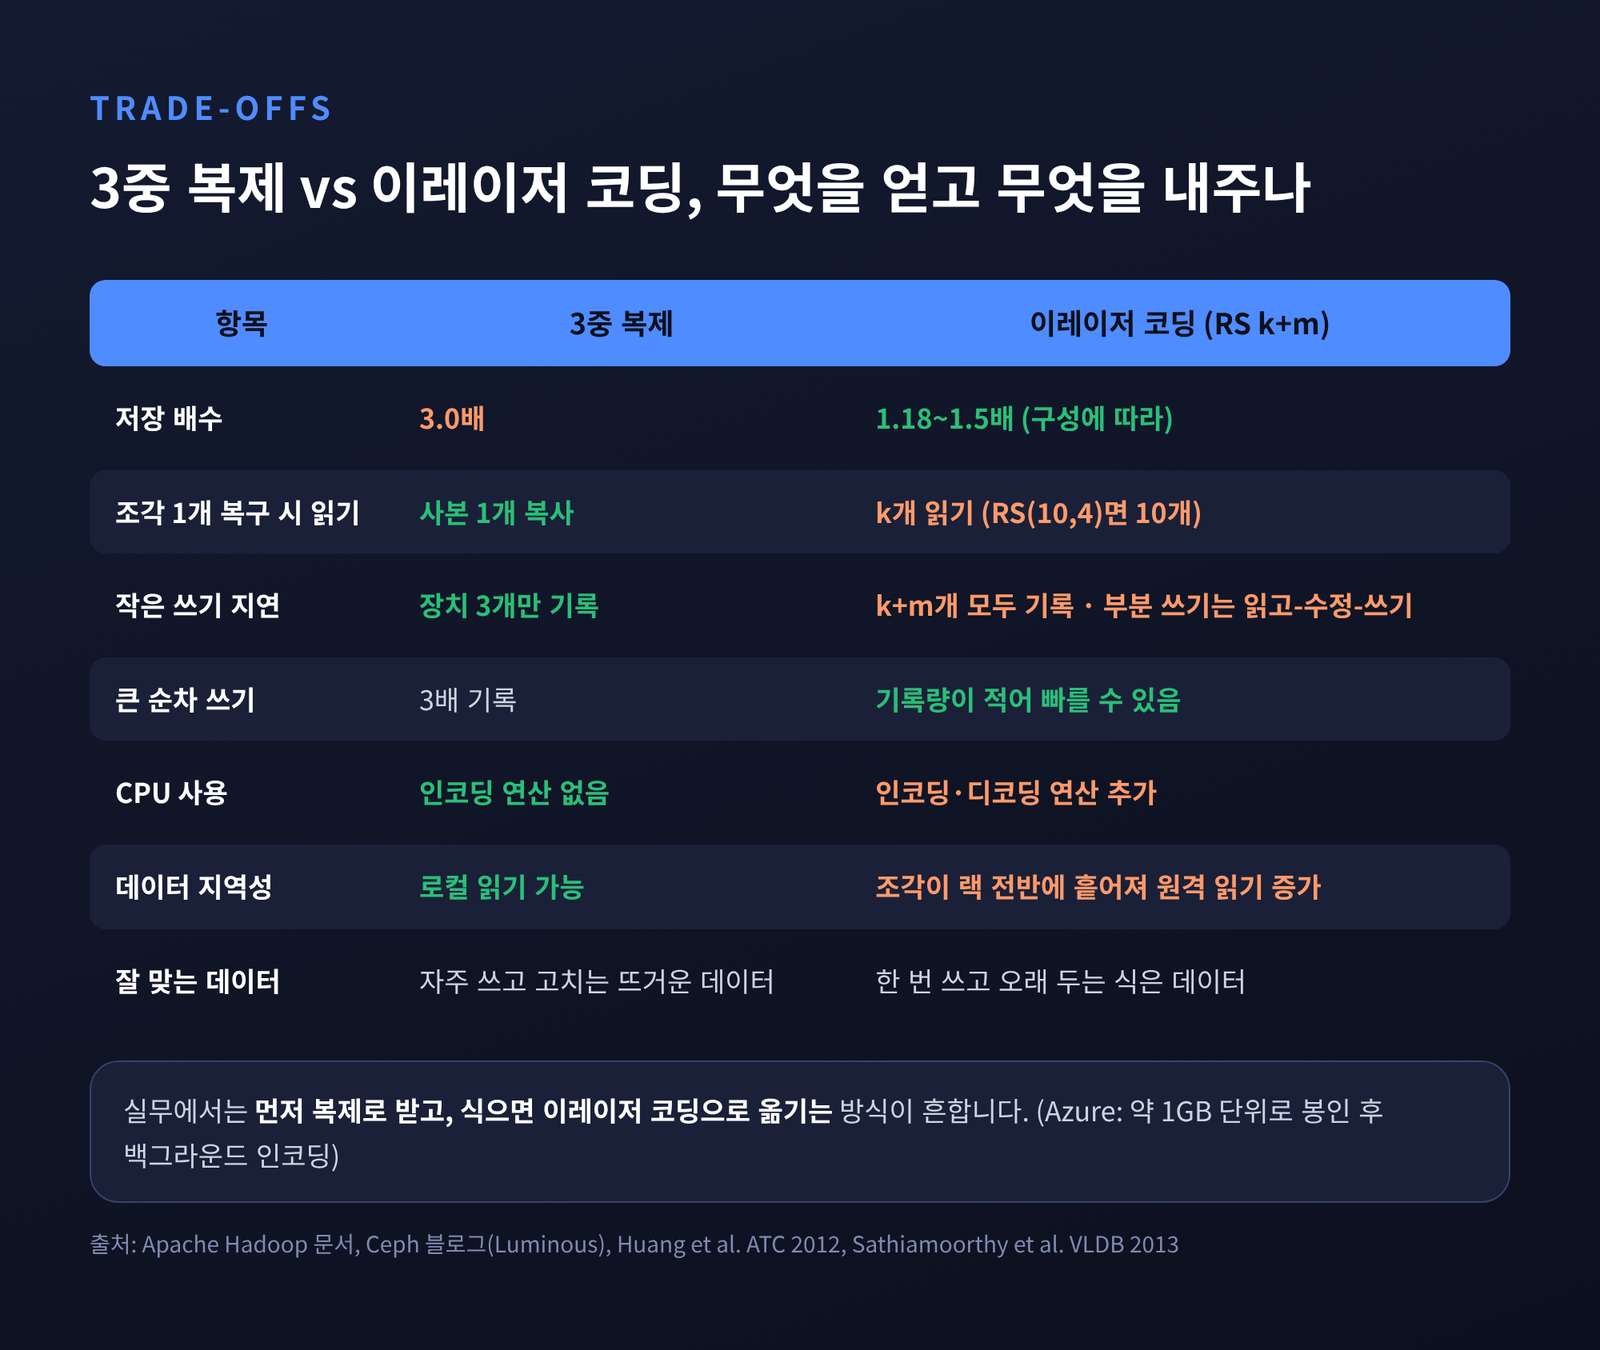 TRADE-OFFS
3중 복제 vs 이레이저 코딩, 무엇을 얻고 무엇을 내주나
항목 3중 복제 이레이저 코딩 (RS k+m)
저장 배수 3.0배 1.18~1.5배 (구성에 따라)
조각 1개 복구 시 읽기 사본 1개 복사 k개 읽기 (RS(10,4)면 10개)
작은 쓰기 지연 장치 3개만 기록 k+m개 모두 기록 · 부분 쓰기는 읽고-수정-쓰기
큰 순차 쓰기 3배 기록 기록량이 적어 빠를 수 있음
CPU 사용 인코딩 연산 없음 인코딩·디코딩 연산 추가
데이터 지역성 로컬 읽기 가능 조각이 랙 전반에 흩어져 원격 읽기 증가
잘 맞는 데이터 자주 쓰고 고치는 뜨거운 데이터 한 번 쓰고 오래 두는 식은 데이터
실무에서는 먼저 복제로 받고, 식으면 이레이저 코딩으로 옮기는 방식이 흔합니다. (Azure: 약 1GB 단위로 봉인 후
백그라운드 인코딩)
출처: Apache Hadoop 문서, Ceph 블로그(Luminous), Huang et al. ATC 2012, Sathiamoorthy et al. VLDB 2013